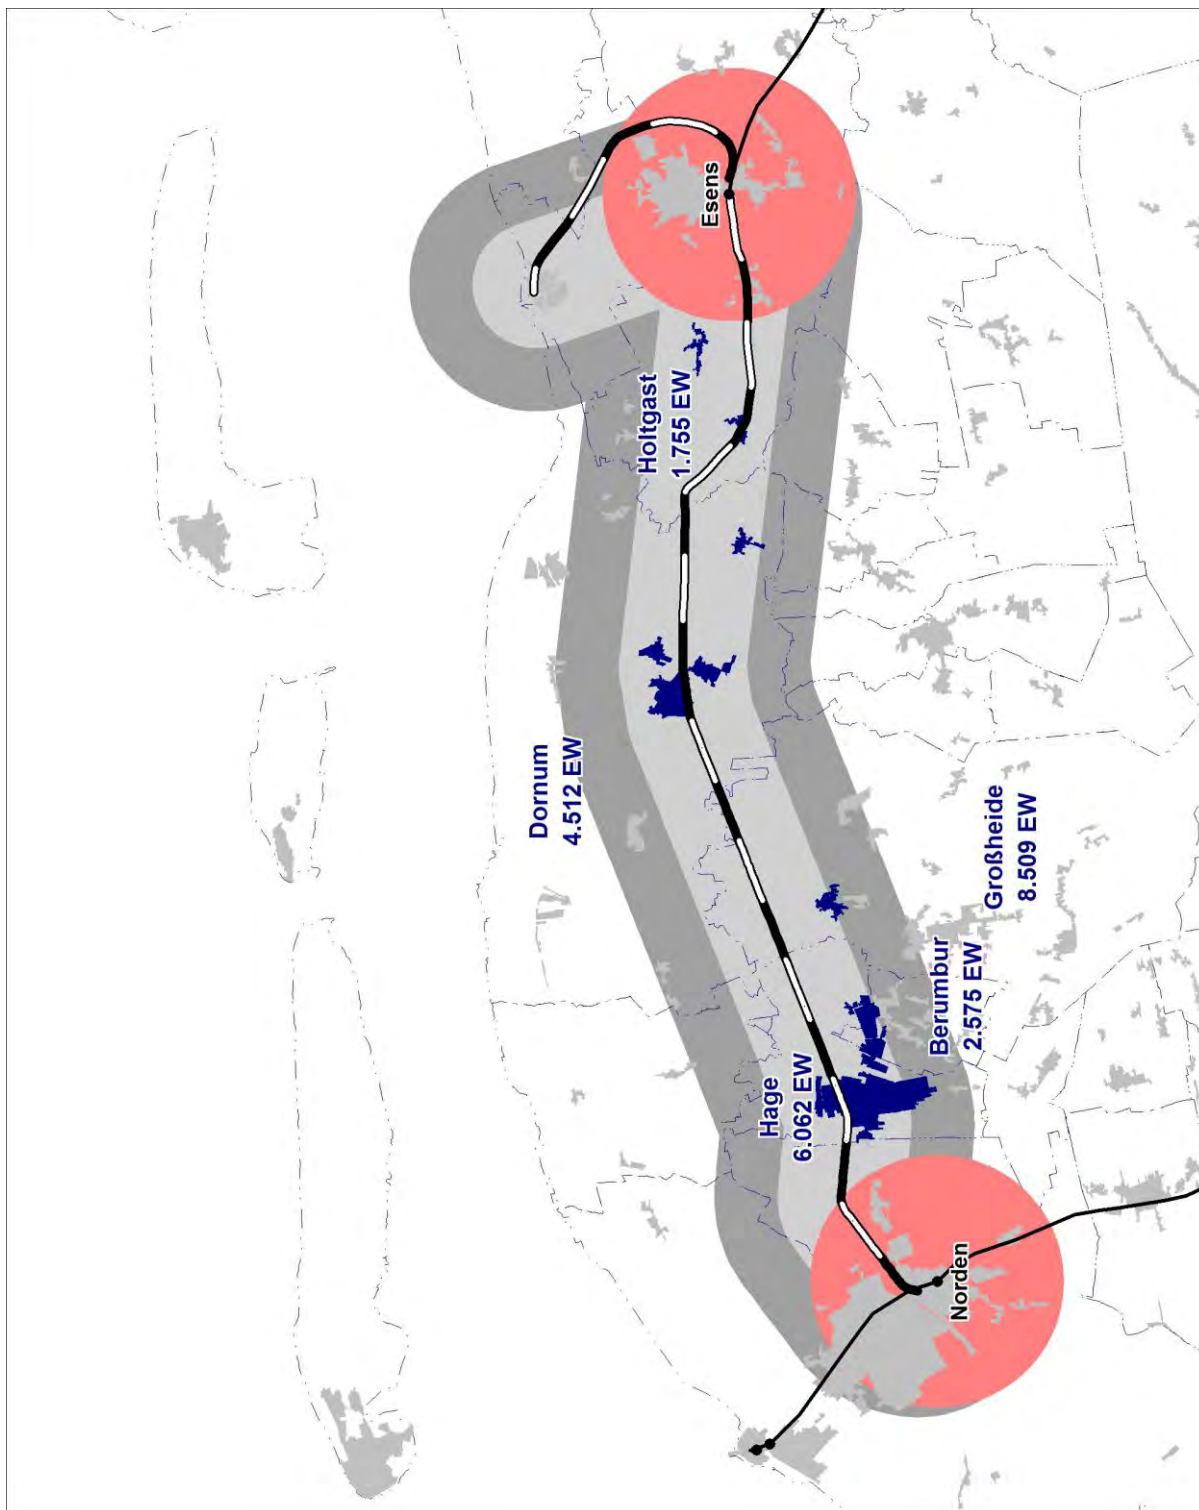 Esens
Holtgast
1.755 EW
Dornum
4.512 EW
Großheide
8.509 EW
Berumbur
2.575 EW
Hage
6.062 EW
Norden